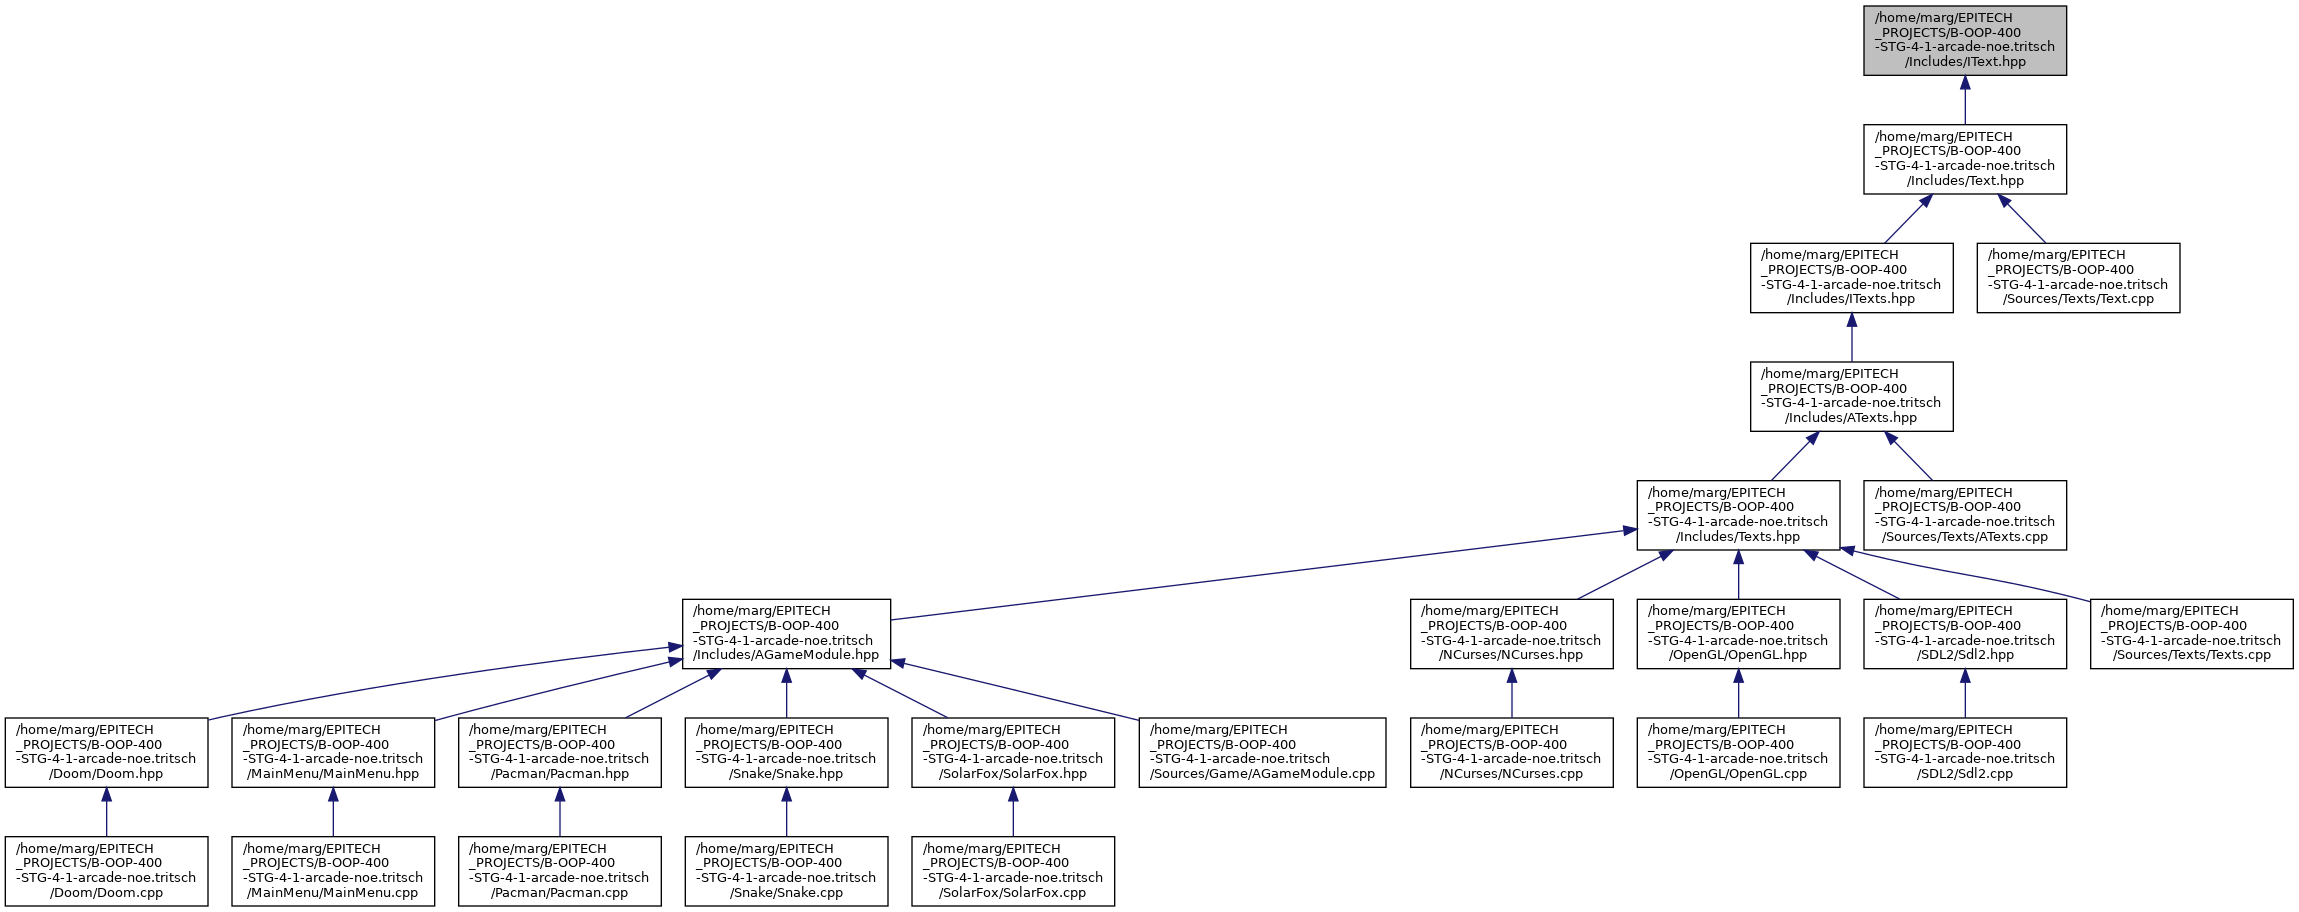 /home/marg/EPITECH
_PROJECTS/B-OOP-400
-STG-4-1-arcade-noe.tritsch
/Includes/IText.hpp
/home/marg/EPITECH
_PROJECTS/B-OOP-400
-STG-4-1-arcade-noe.tritsch
/Includes/Text.hpp
/home/marg/EPITECH
_PROJECTS/B-OOP-400
-STG-4-1-arcade-noe.tritsch
/Includes/ITexts.hpp
/home/marg/EPITECH
_PROJECTS/B-OOP-400
-STG-4-1-arcade-noe.tritsch
/Sources/Texts/Text.cpp
/home/marg/EPITECH
_PROJECTS/B-OOP-400
-STG-4-1-arcade-noe.tritsch
/Includes/ATexts.hpp
/home/marg/EPITECH
_PROJECTS/B-OOP-400
-STG-4-1-arcade-noe.tritsch
/Includes/Texts.hpp
/home/marg/EPITECH
_PROJECTS/B-OOP-400
-STG-4-1-arcade-noe.tritsch
/Sources/Texts/ATexts.cpp
/home/marg/EPITECH
_PROJECTS/B-OOP-400
-STG-4-1-arcade-noe.tritsch
/Includes/AGameModule.hpp
/home/marg/EPITECH
_PROJECTS/B-OOP-400
-STG-4-1-arcade-noe.tritsch
/NCurses/NCurses.hpp
/home/marg/EPITECH
_PROJECTS/B-OOP-400
-STG-4-1-arcade-noe.tritsch
/OpenGL/OpenGL.hpp
/home/marg/EPITECH
_PROJECTS/B-OOP-400
-STG-4-1-arcade-noe.tritsch
/SDL2/Sdl2.hpp
/home/marg/EPITECH
_PROJECTS/B-OOP-400
-STG-4-1-arcade-noe.tritsch
/Sources/Texts/Texts.cpp
/home/marg/EPITECH
_PROJECTS/B-OOP-400
-STG-4-1-arcade-noe.tritsch
/Doom/Doom.hpp
/home/marg/EPITECH
_PROJECTS/B-OOP-400
-STG-4-1-arcade-noe.tritsch
/MainMenu/MainMenu.hpp
/home/marg/EPITECH
_PROJECTS/B-OOP-400
-STG-4-1-arcade-noe.tritsch
/Pacman/Pacman.hpp
/home/marg/EPITECH
_PROJECTS/B-OOP-400
-STG-4-1-arcade-noe.tritsch
/Snake/Snake.hpp
/home/marg/EPITECH
_PROJECTS/B-OOP-400
-STG-4-1-arcade-noe.tritsch
/SolarFox/SolarFox.hpp
/home/marg/EPITECH
_PROJECTS/B-OOP-400
-STG-4-1-arcade-noe.tritsch
/Sources/Game/AGameModule.cpp
/home/marg/EPITECH
_PROJECTS/B-OOP-400
-STG-4-1-arcade-noe.tritsch
/NCurses/NCurses.cpp
/home/marg/EPITECH
_PROJECTS/B-OOP-400
-STG-4-1-arcade-noe.tritsch
/OpenGL/OpenGL.cpp
/home/marg/EPITECH
_PROJECTS/B-OOP-400
-STG-4-1-arcade-noe.tritsch
/SDL2/Sdl2.cpp
/home/marg/EPITECH
_PROJECTS/B-OOP-400
-STG-4-1-arcade-noe.tritsch
/Doom/Doom.cpp
/home/marg/EPITECH
_PROJECTS/B-OOP-400
-STG-4-1-arcade-noe.tritsch
/MainMenu/MainMenu.cpp
/home/marg/EPITECH
_PROJECTS/B-OOP-400
-STG-4-1-arcade-noe.tritsch
/Pacman/Pacman.cpp
/home/marg/EPITECH
_PROJECTS/B-OOP-400
-STG-4-1-arcade-noe.tritsch
/Snake/Snake.cpp
/home/marg/EPITECH
_PROJECTS/B-OOP-400
-STG-4-1-arcade-noe.tritsch
/SolarFox/SolarFox.cpp